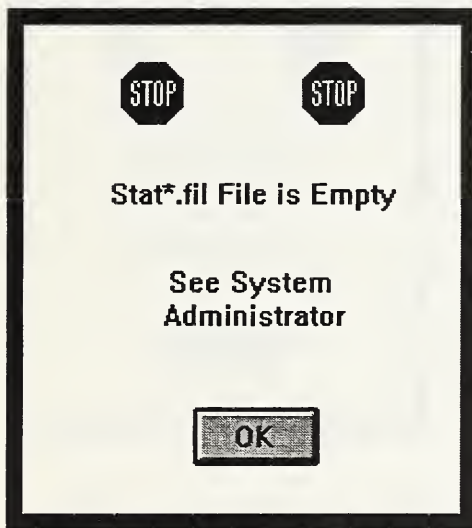 STOP STOP
Stat*.fil File is Empty
See System
Administrator
OK